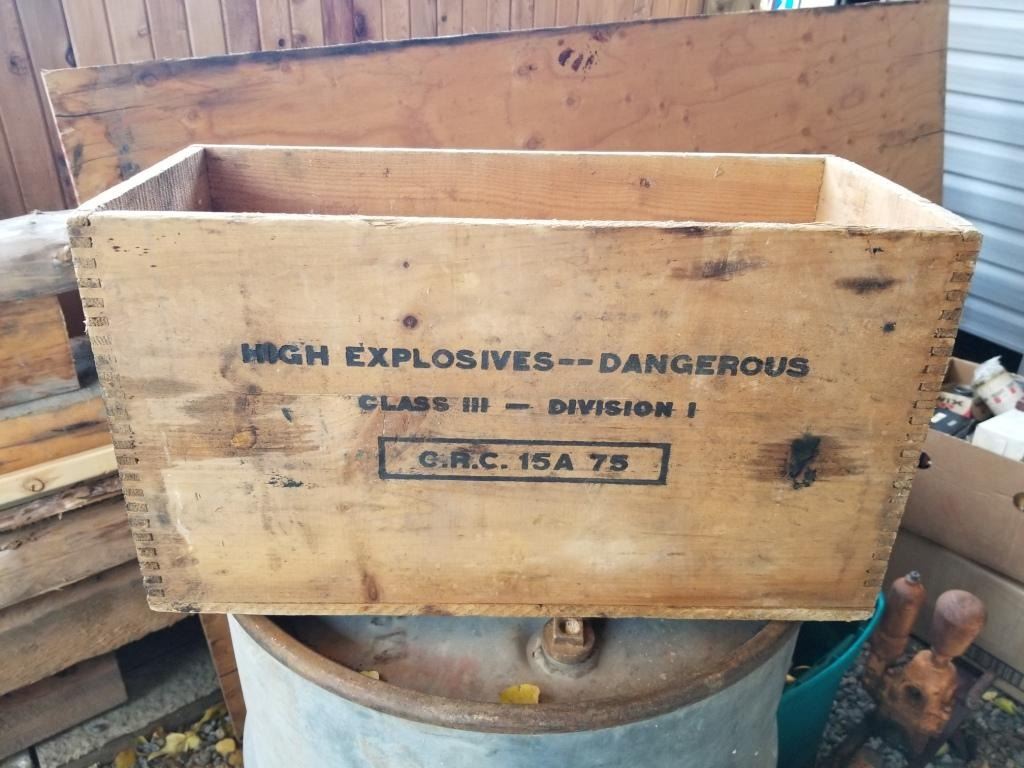 HIGH EXPLOSIVES--DANGEROUS
CLASS III — DIVISION I
C.R.C. 15A 75